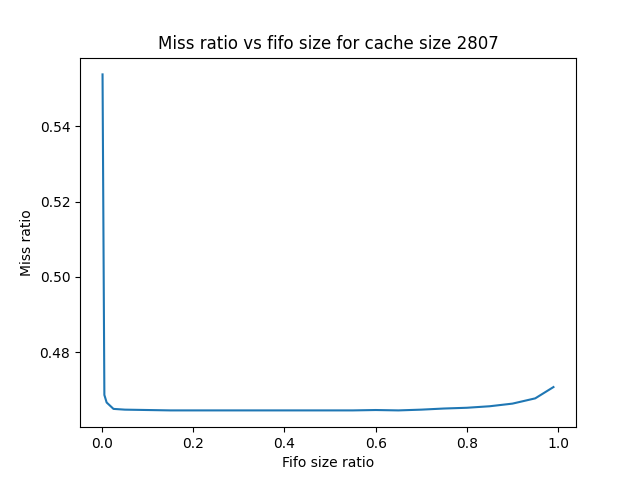 Miss ratio vs fifo size for cache size 2807
0.54
0.52
0.50
0.48
Miss ratio
0.0 0.2 0.4 0.6 0.8 1.0
Fifo size ratio